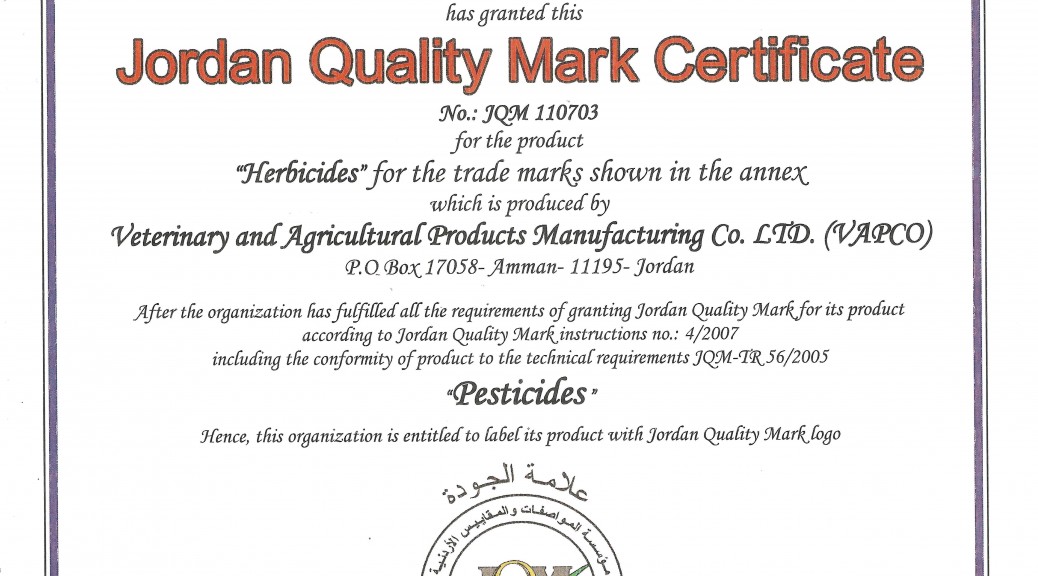 has granted this
Jordan Quality Mark Certificate
No.: JQM 110703
for the product
“Herbicides” for the trade marks shown in the annex
which is produced by
Veterinary and Agricultural Products Manufacturing Co. LTD. (VAPCO)
P.O Box 17058- Amman- 11195- Jordan
After the organization has fulfilled all the requirements of granting Jordan Quality Mark for its product
according to Jordan Quality Mark instructions no.: 4/2007
including the conformity of product to the technical requirements JQM-TR 56/2005
“Pesticides”
Hence, this organization is entitled to label its product with Jordan Quality Mark logo
علامة الجودة
مؤسسة المواصفات والمقاييس الأردنية
JQM